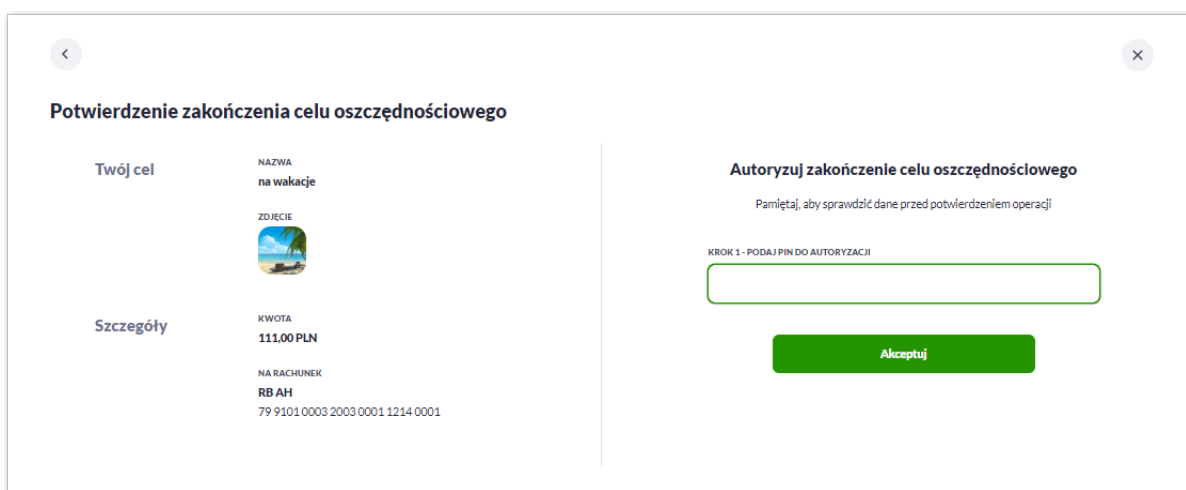 Potwierdzenie zakończenia celu oszczędnościowego
Twój cel
NAZWA
na wakacje
ZDJĘCIE
Szczegóły
KWOTA
111,00 PLN
NA RACHUNEK
RB AH
79 9101 0003 2003 0001 1214 0001
Autoryzuj zakończenie celu oszczędnościowego
Pamiętaj, aby sprawdzić dane przed potwierdzeniem operacji
KROK 1 - PODAJ PIN DO AUTORYZACJI
Akceptuj